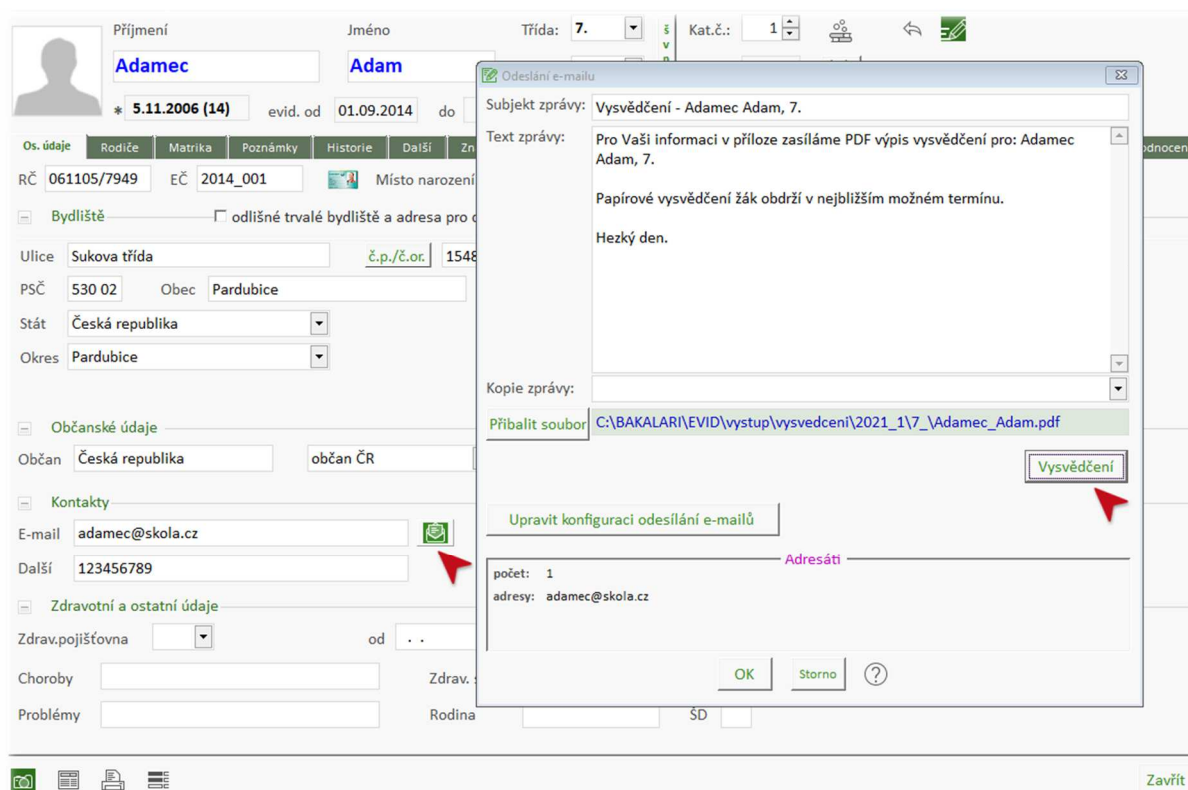 Příjmení Jméno Třída: 7. Kat.č.: 1
Adamec Adam
* 5.11.2006 (14) evid. od 01.09.2014 do
Os. údaje Rodiče Matrika Poznámky Historie Další
RČ 061105/7949 EČ 2014_001 Místo narození
Bydliště odlišné trvalé bydliště a adresa pro
Ulice Sukova třída č.p./č.or. 1548
PSČ 530 02 Obec Pardubice
Stát Česká republika
Okres Pardubice
Občanské údaje
Občan Česká republika občan ČR
Kontakty
E-mail adamec@skola.cz
Další 123456789
Zdravotní a ostatní údaje
Zdrav.pojišťovna od . .
Choroby Zdrav.
Problémy Rodina ŠD
Odeslání e-mailu
Subjekt zprávy: Vysvědčení - Adamec Adam, 7.
Text zprávy: Pro Vaši informaci v příloze zasíláme PDF výpis vysvědčení pro: Adamec
Adam, 7.
Papírové vysvědčení žák obdrží v nejbližším možném termínu.
Hezký den.
Kopie zprávy:
Přibalit soubor C:\BAKALARI\EVID\vystup\vysvedceni\2021_1\7_\Adamec_Adam.pdf
Vysvědčení
Upravit konfiguraci odesílání e-mailů
Adresáti
počet: 1
adresy: adamec@skola.cz
OK Storno ?
Zavřít